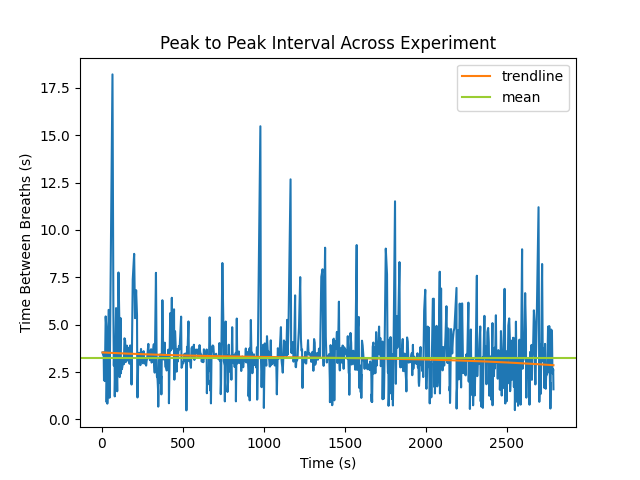 Peak to Peak Interval Across Experiment
trendline
mean
17.5
15.0
12.5
10.0
7.5
5.0
2.5
0.0
Time Between Breaths (s)
0 500 1000 1500 2000 2500
Time (s)